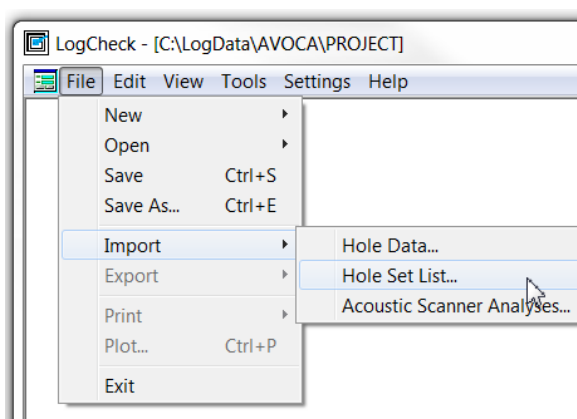 LogCheck - [C:\LogData\AVOCA\PROJECT]
File Edit View Tools Settings Help
New
Open
Save Ctrl+S
Save As... Ctrl+E
Import
Export
Print
Plot... Ctrl+P
Exit
Hole Data...
Hole Set List...
Acoustic Scanner Analyses...